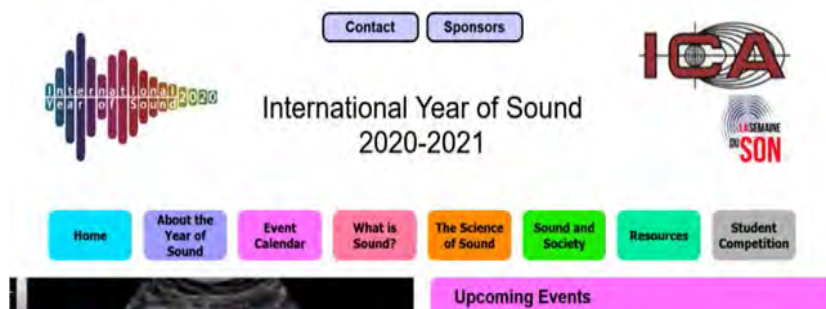 Contact
Sponsors
International
Year of Sound 2020
ICA
International Year of Sound
2020-2021
LA SEMAINE
DU SON
Home
About the
Year of
Sound
Event
Calendar
What is
Sound?
The Science
of Sound
Sound and
Society
Resources
Student
Competition
Upcoming Events